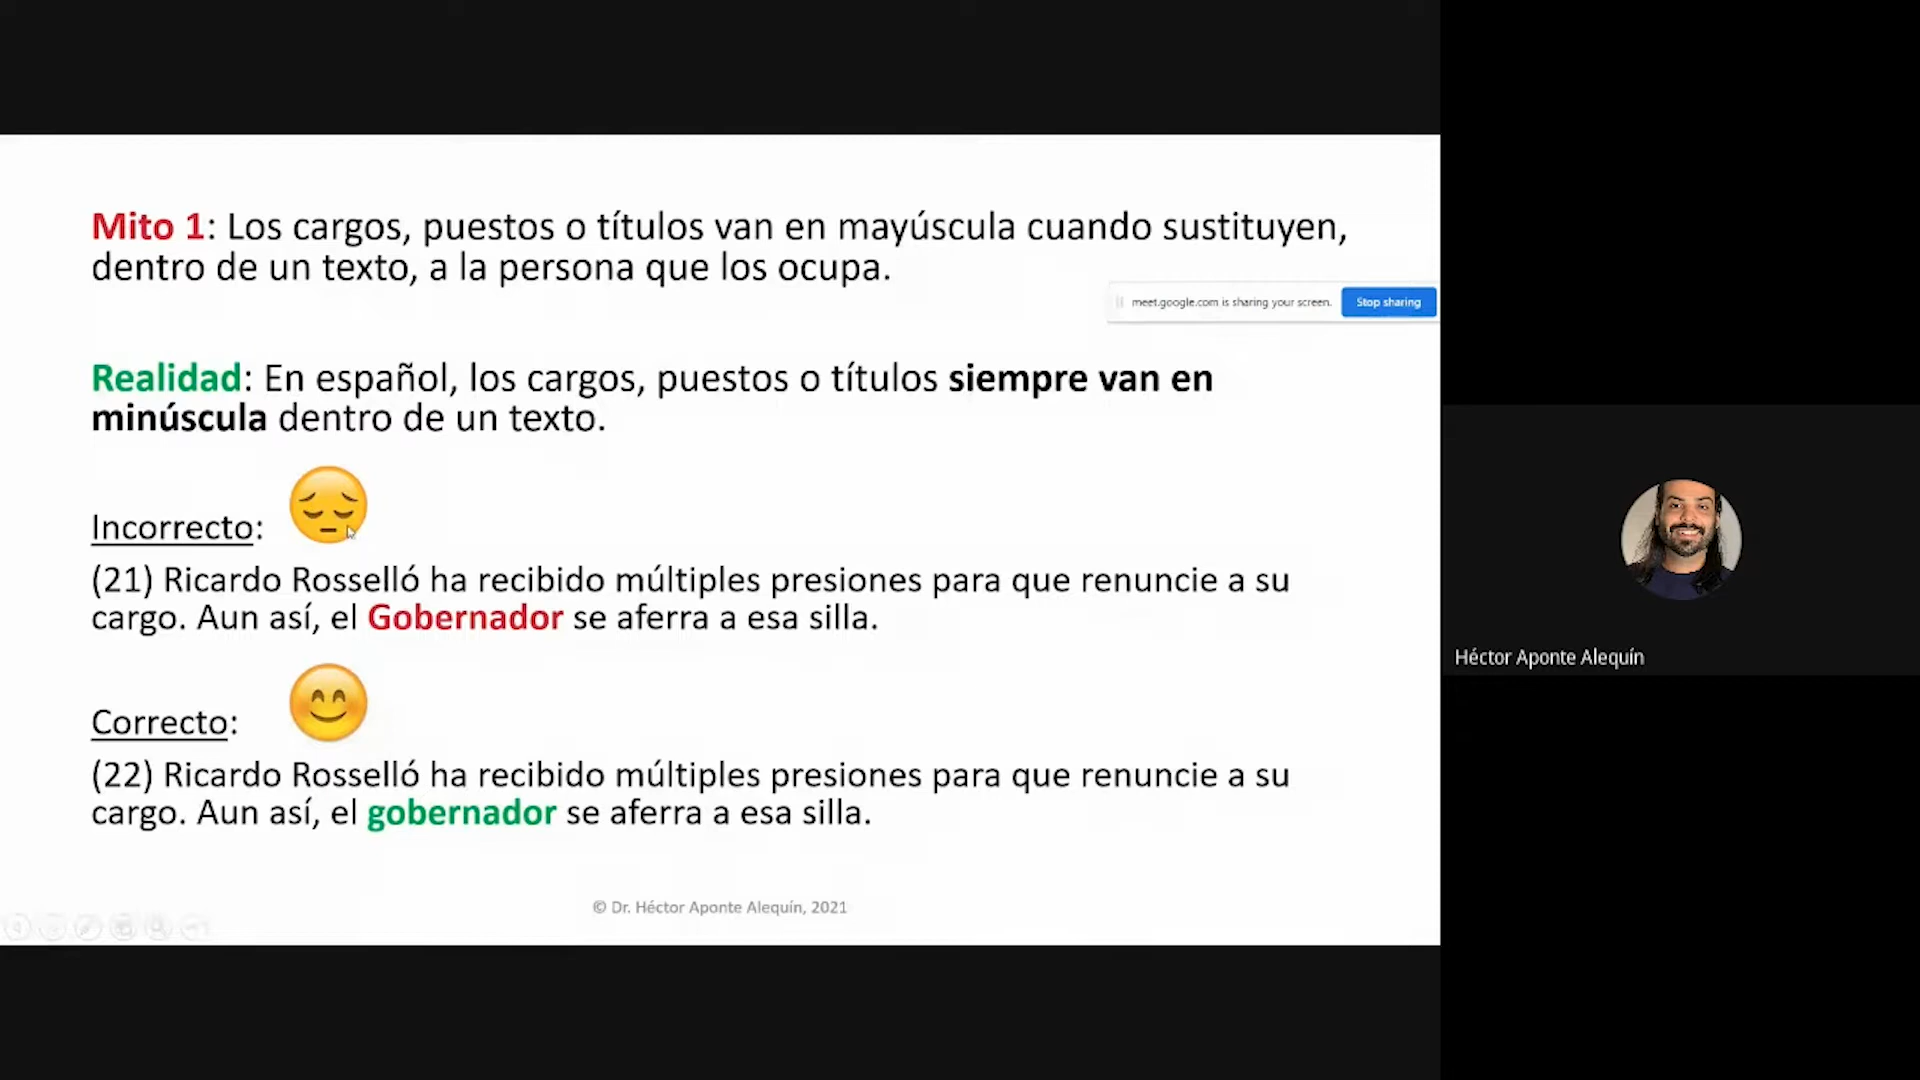 Mito 1: Los cargos, puestos o títulos van en mayúscula cuando sustituyen,
dentro de un texto, a la persona que los ocupa.
meet.google.com is sharing your screen.
Stop sharing
Realidad: En español, los cargos, puestos o títulos siempre van en
minúscula dentro de un texto.
Incorrecto:
(21) Ricardo Rosselló ha recibido múltiples presiones para que renuncie a su
cargo. Aun así, el Gobernador se aferra a esa silla.
Correcto:
(22) Ricardo Rosselló ha recibido múltiples presiones para que renuncie a su
cargo. Aun así, el gobernador se aferra a esa silla.
© Dr. Héctor Aponte Alequín, 2021
Héctor Aponte Alequín